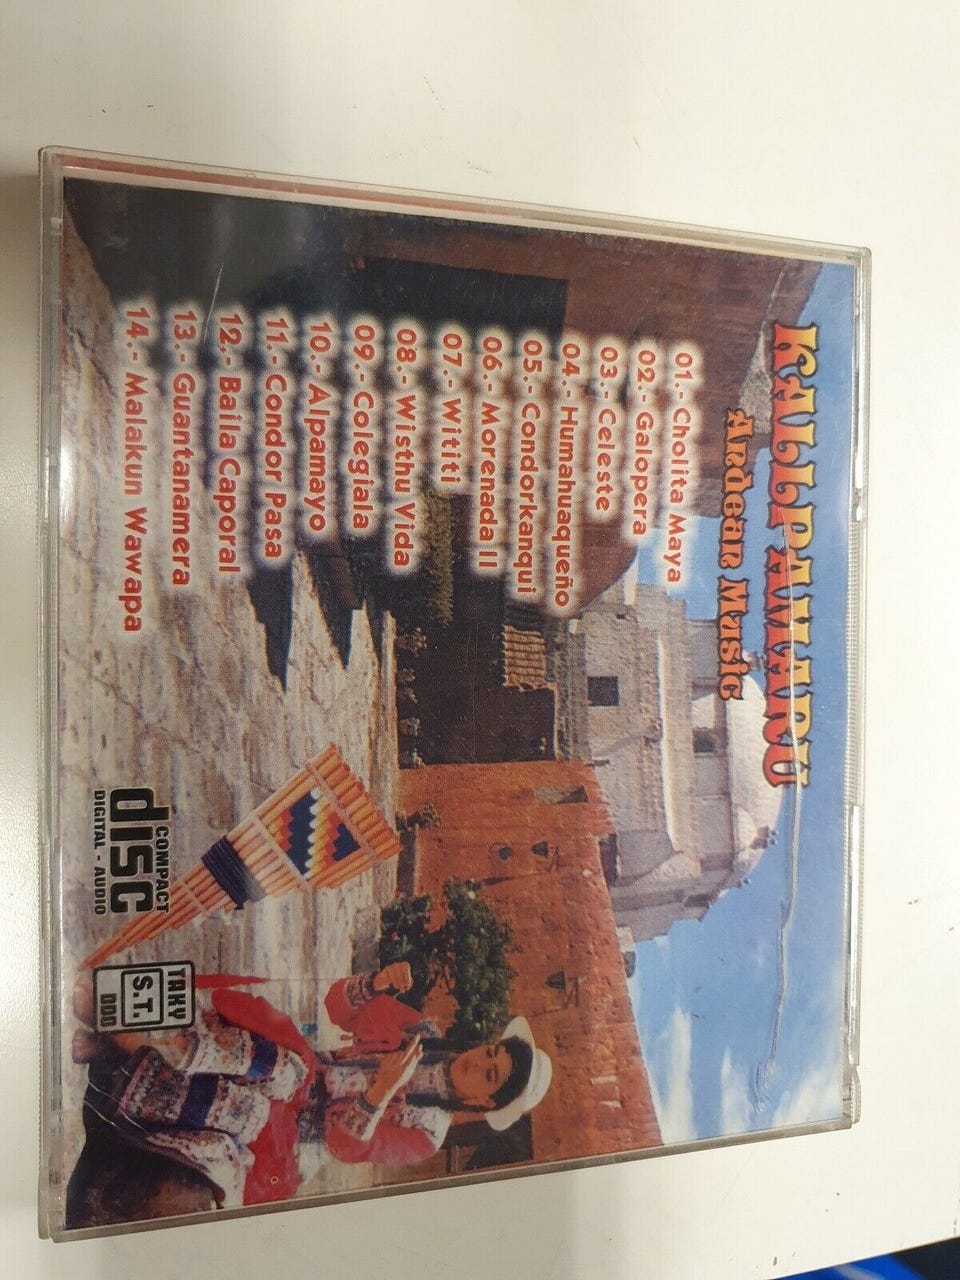 KALLPAMARU
Andean Music
01.- Cholita Maya
02.- Galopera
03.- Celeste
04.- Humahuaqueño
05.- Condorkanqui
06.- Morenada II
07.- Wititi
08.- Wisthu Vida
09.- Colegiala
10.- Alpamayo
11.- Condor Pasa
12.- Baila Caporal
13.- Guantanamera
14.- Malakun Wawapa
COMPACT
disc
DIGITAL - AUDIO
TAKY
S.T.
DDD